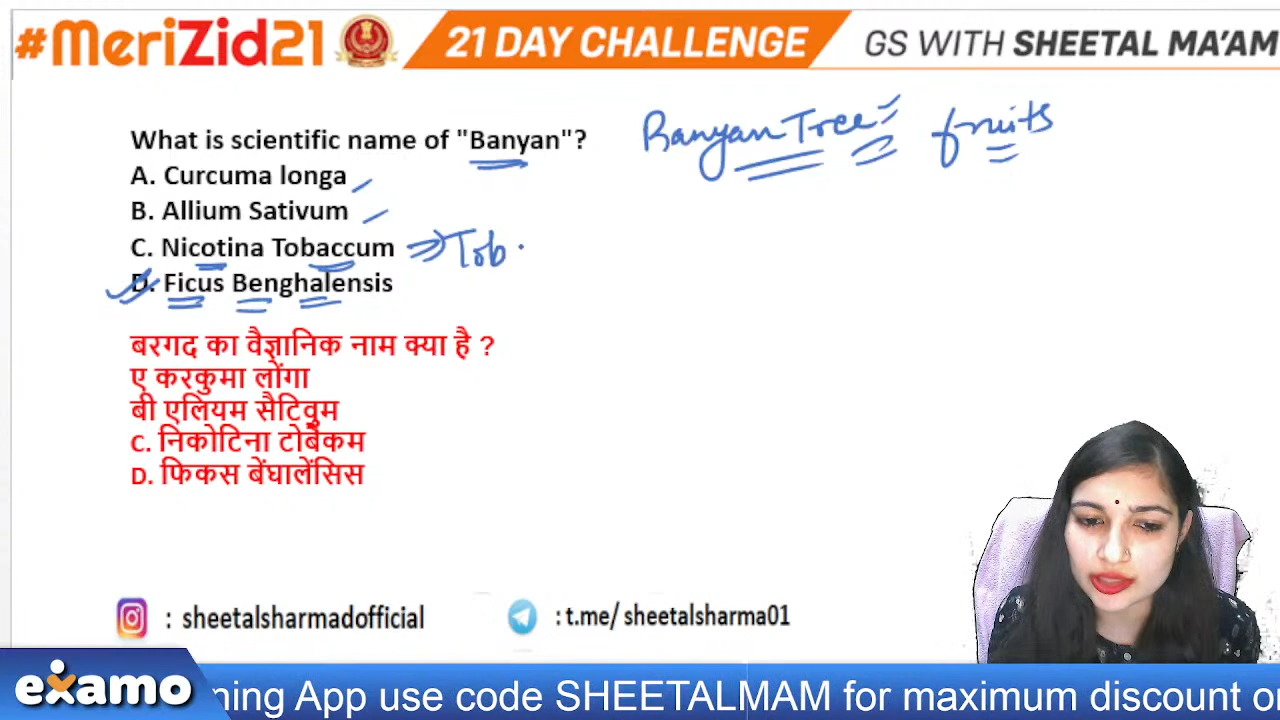 #MeriZid21
21 DAY CHALLENGE
GS WITH SHEETAL MA'AM
What is scientific name of "Banyan"?
Banyan Tree fruits
A. Curcuma longa
B. Allium Sativum
C. Nicotina Tobaccum
Tob
D. Ficus Benghalensis
बरगद का वैज्ञानिक नाम क्या है ?
ए करकुमा लोंगा
बी एलियम सैटिवुम
C. निकोटिना टोबैकम
D. फिकस बेंघालेंसिस
: sheetalsharmadofficial
: t.me/ sheetalsharma01
examo
ning App use code SHEETALMAM for maximum discount o